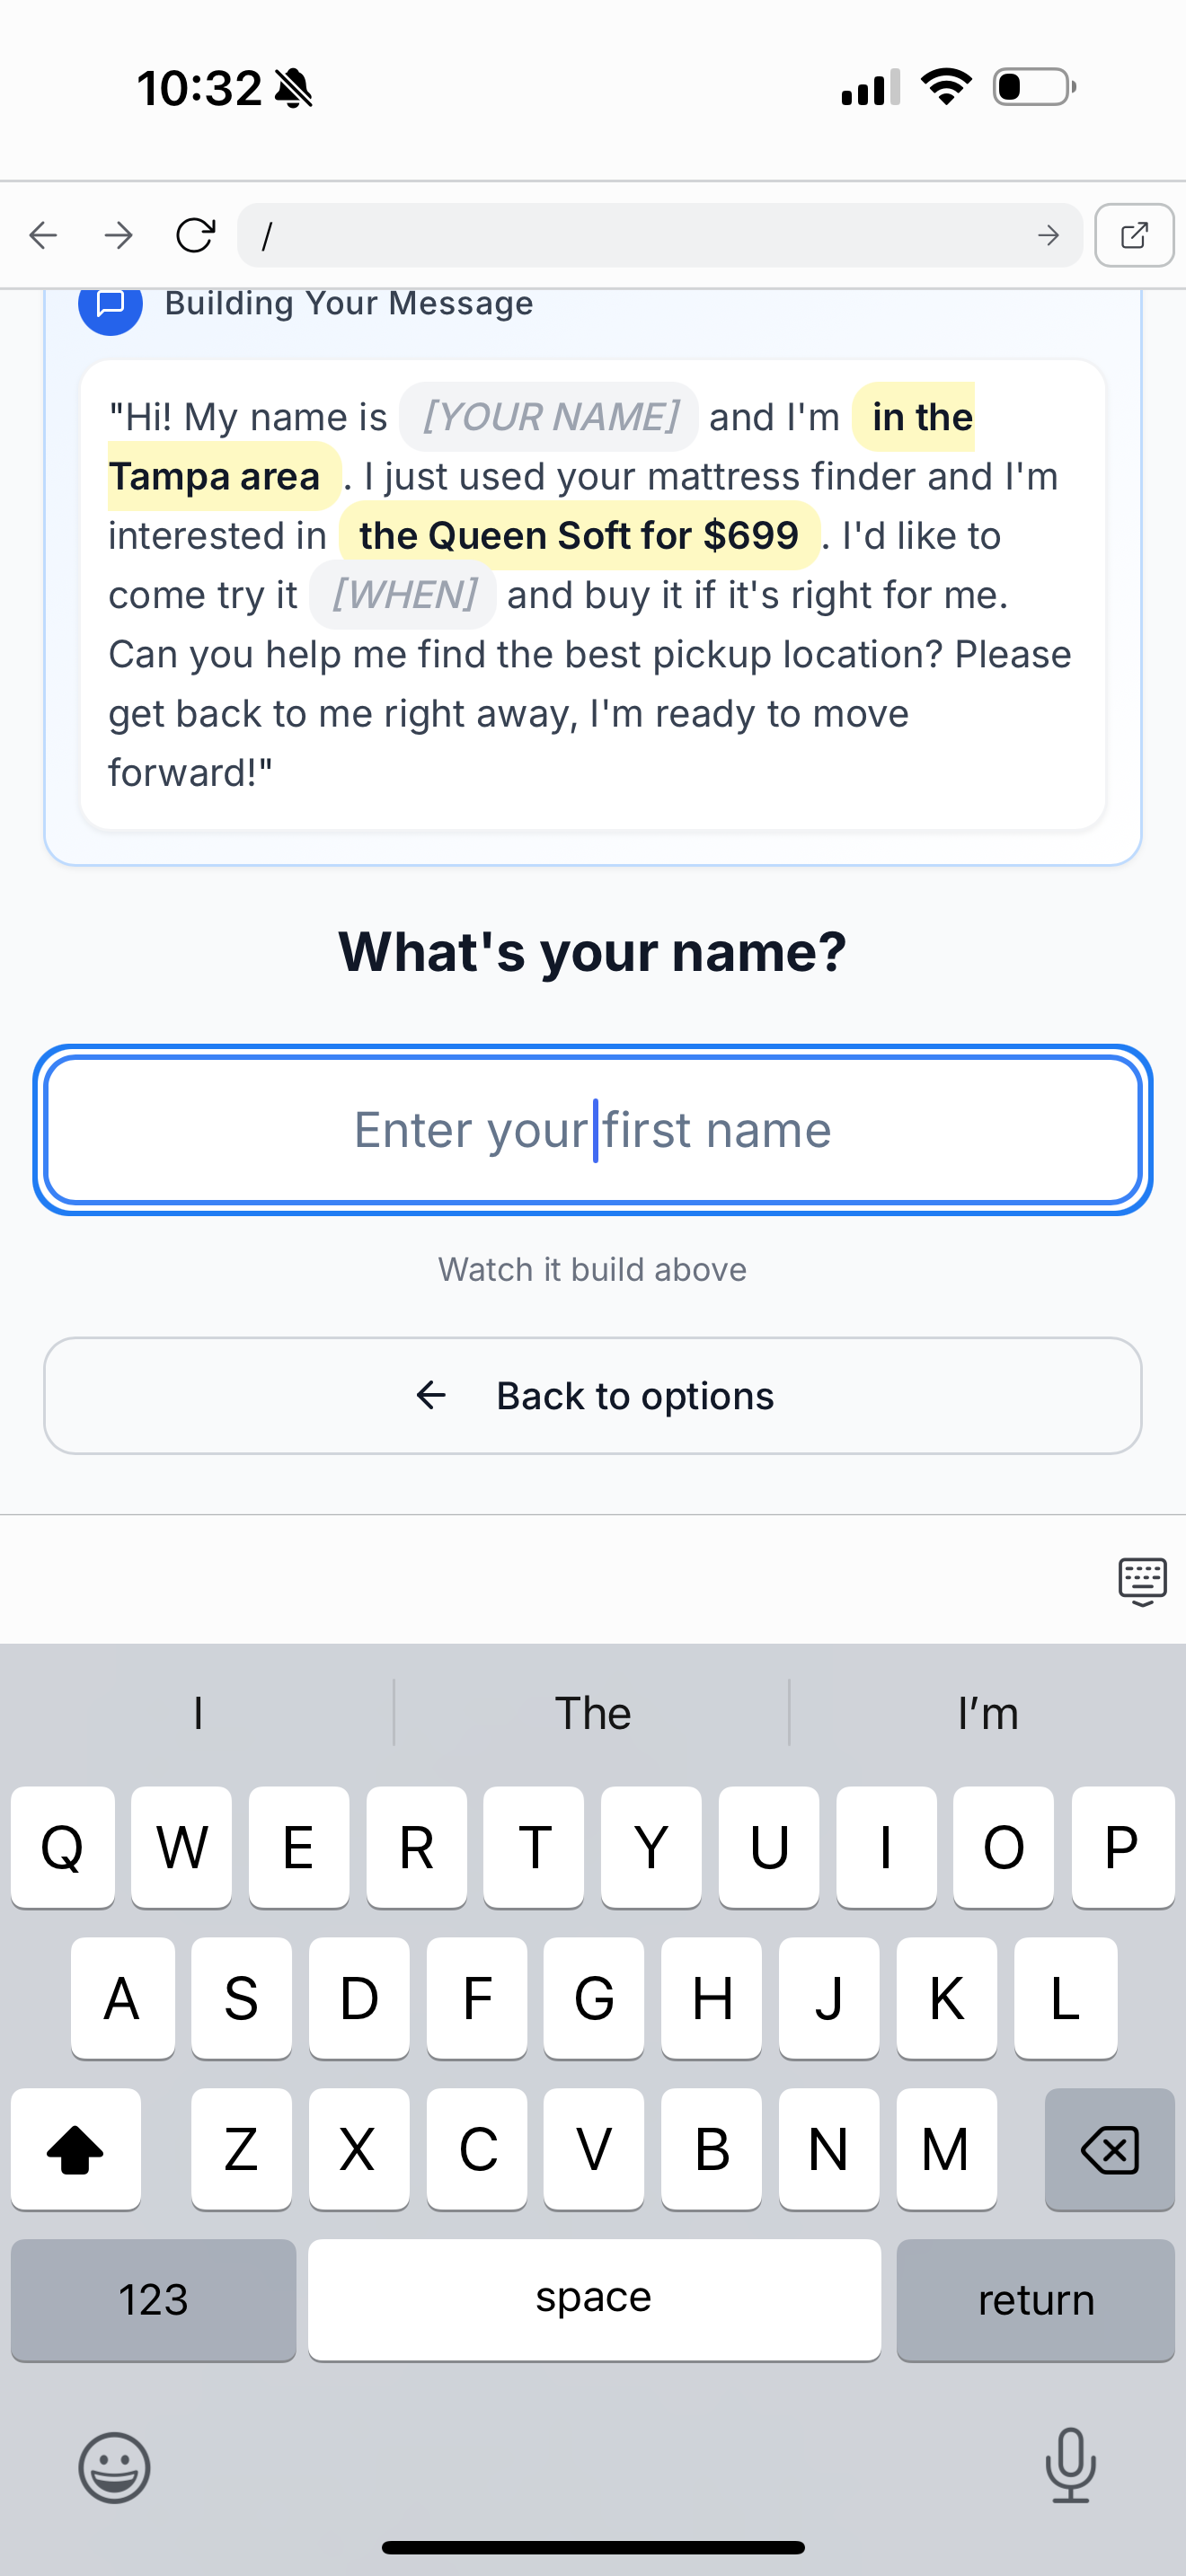 10:32
/
Building Your Message
"Hi! My name is [YOUR NAME] and I'm in the
Tampa area . I just used your mattress finder and I'm
interested in the Queen Soft for $699 . I'd like to
come try it [WHEN] and buy it if it's right for me.
Can you help me find the best pickup location? Please
get back to me right away, I'm ready to move
forward!"
What's your name?
Enter your first name
Watch it build above
Back to options
I The I’m
Q W E R T Y U I O P
A S D F G H J K L
Z X C V B N M
123 space return